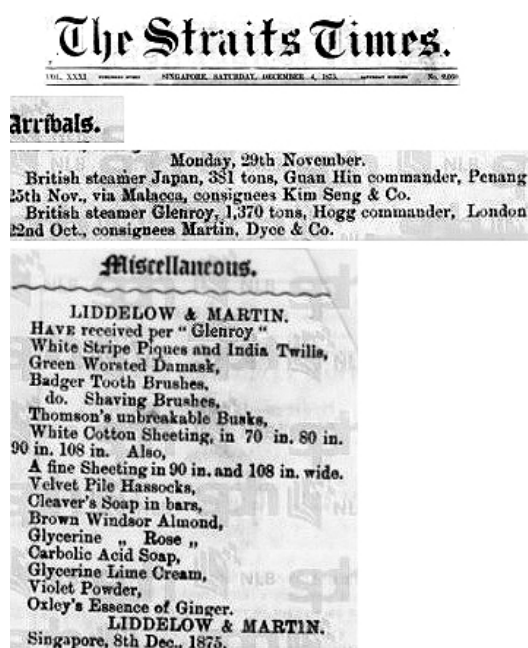 The Straits Times.
VOL. XXXI SINGAPORE, SATURDAY, DECEMBER 4, 1875. No.
Arrivals.
Monday, 29th November.
British steamer Japan, 381 tons, Guan Hin commander, Penang
25th Nov., via Malacca, consignees Kim Seng & Co.
British steamer Glenroy, 1,370 tons, Hogg commander, London
22nd Oct., consignees Martin, Dyce & Co.
Miscellaneous.
LIDDELOW & MARTIN.
HAVE received per " Glenroy "
White Stripe Piques and India Twills,
Green Worsted Damask,
Badger Tooth Brushes,
do. Shaving Brushes,
Thomson's unbreakable Busks,
White Cotton Sheeting, in 70 in. 80 in.
90 in. 108 in. Also,
A fine Sheeting in 90 in. and 108 in. wide.
Velvet Pile Hassocks,
Cleaver's Soap in bars,
Brown Windsor Almond,
Glycerine „ Rose „
Carbolic Acid Soap,
Glycerine Lime Cream,
Violet Powder,
Oxley's Essence of Ginger.
LIDDELOW & MARTIN.
Singapore, 8th Dec., 1875.